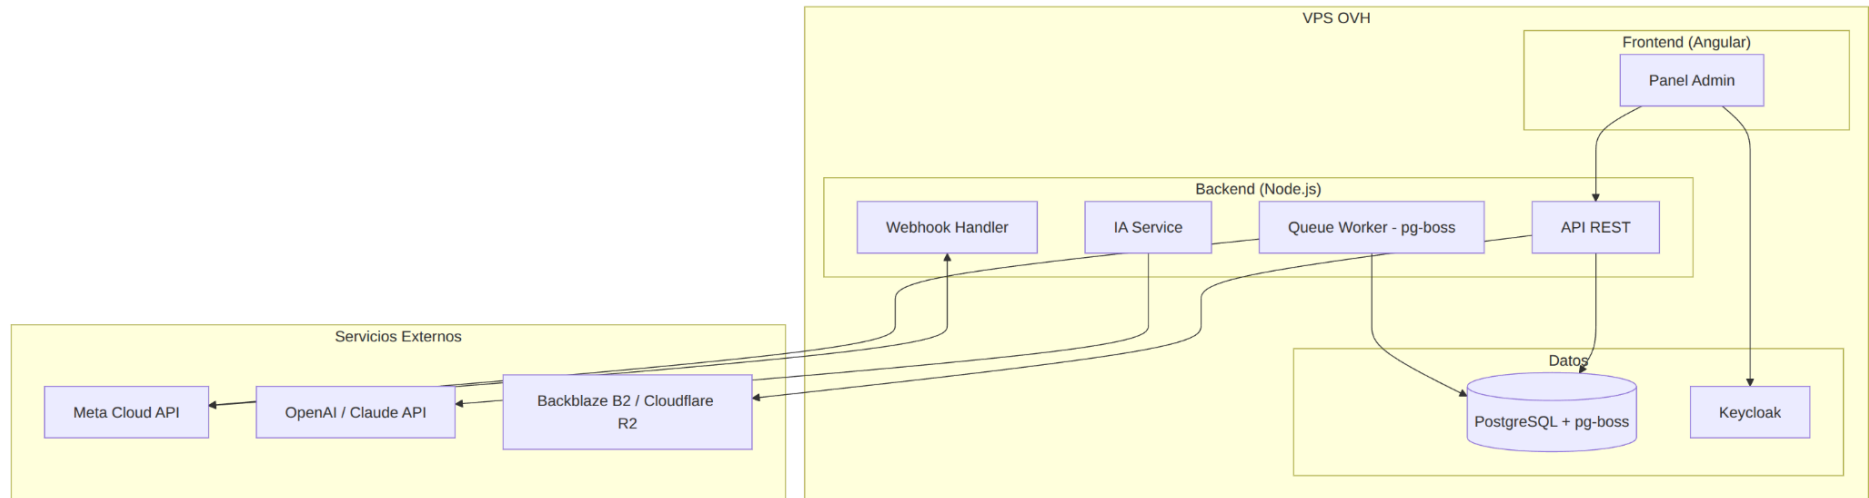 VPS OVH
Frontend (Angular)
Panel Admin
Backend (Node.js)
Webhook Handler
IA Service
Queue Worker - pg-boss
API REST
Servicios Externos
Meta Cloud API
OpenAI / Claude API
Backblaze B2 / Cloudflare
R2
Datos
PostgreSQL + pg-boss
Keycloak